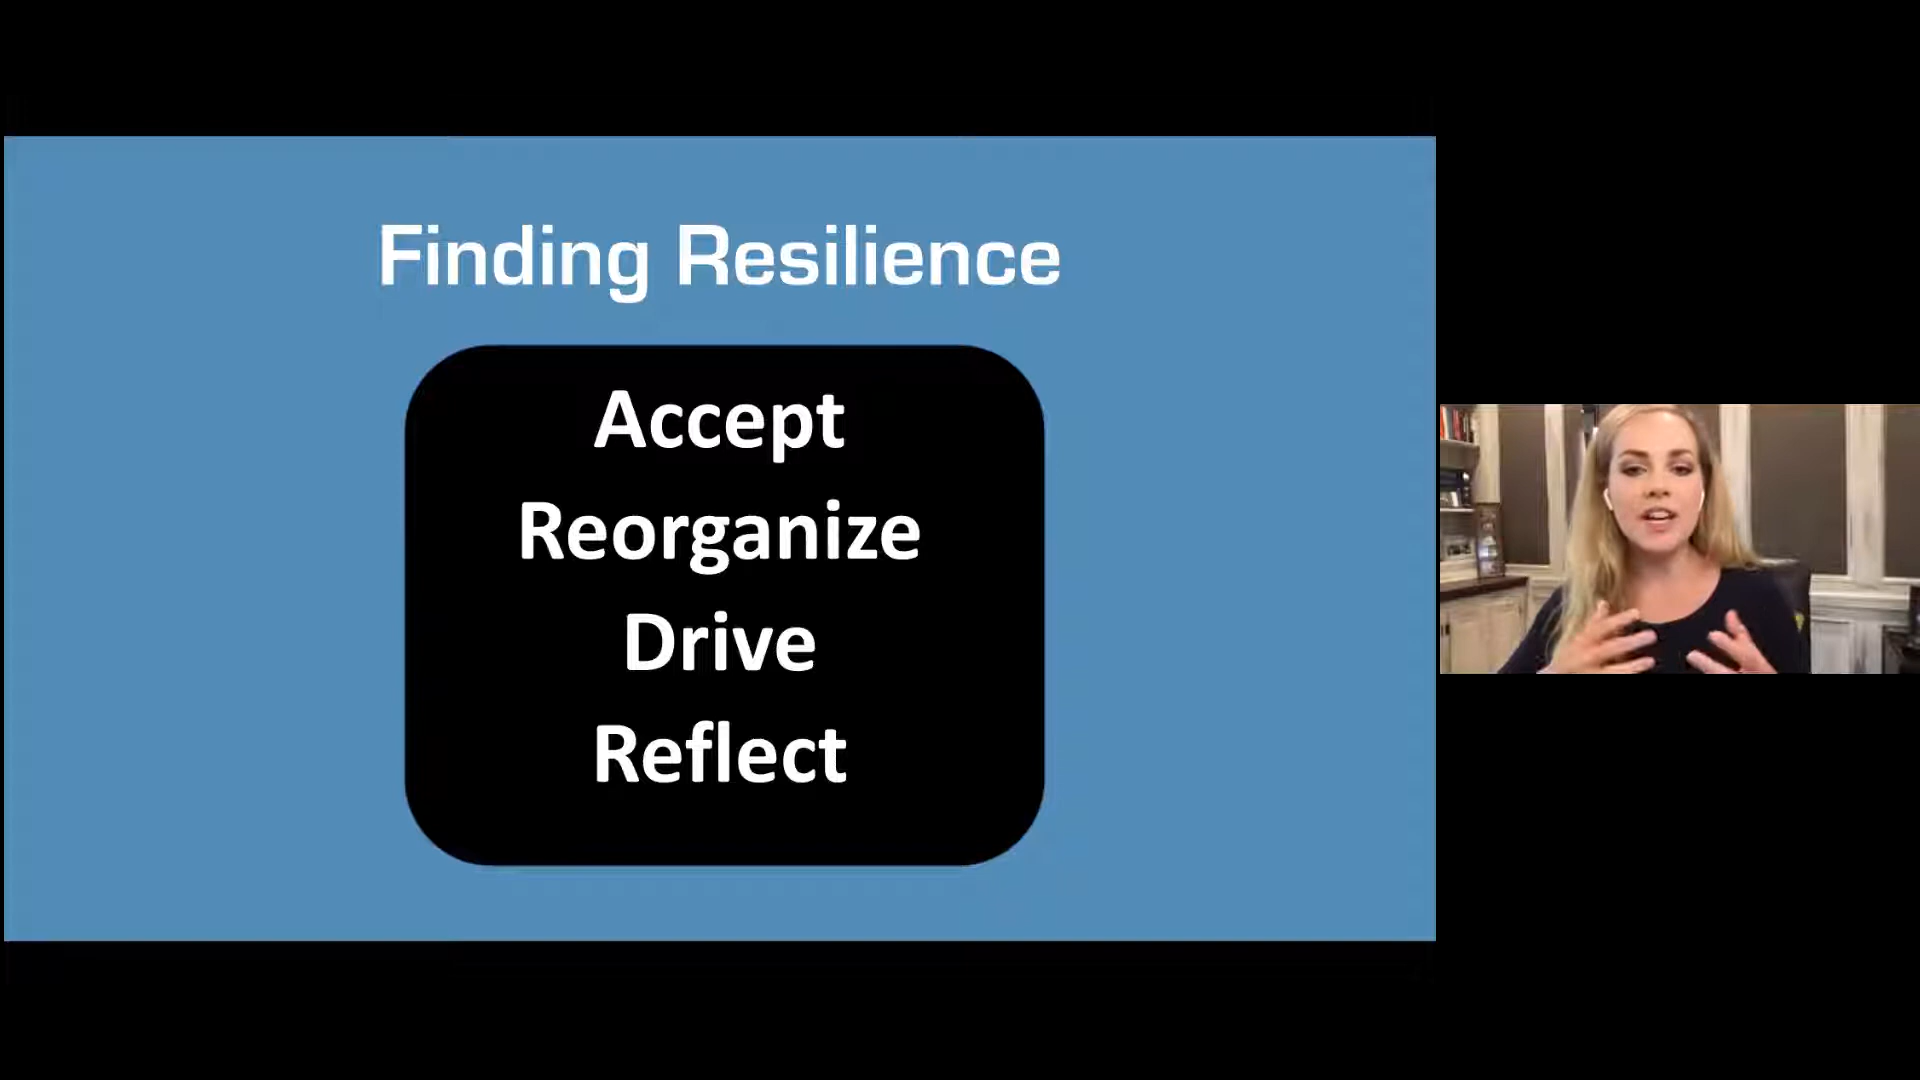 Finding Resilience
Accept
Reorganize
Drive
Reflect